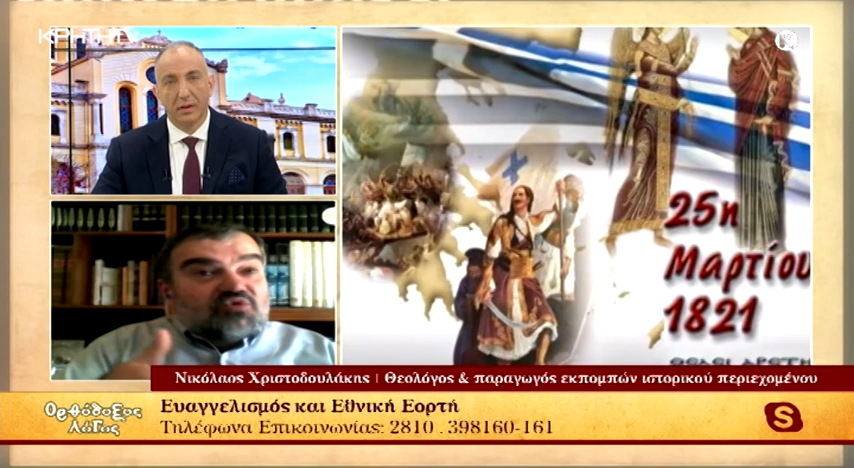 ΚΡΗΤΗ TV
25η
Μαρτίου
1821
Νικόλαος Χριστοδουλάκης | Θεολόγος & παραγωγός εκπομπών ιστορικού περιεχομένου
Ορθόδοξος
Λόγος
Ευαγγελισμός και Εθνική Εορτή
Τηλέφωνα Επικοινωνίας: 2810 . 398160-161